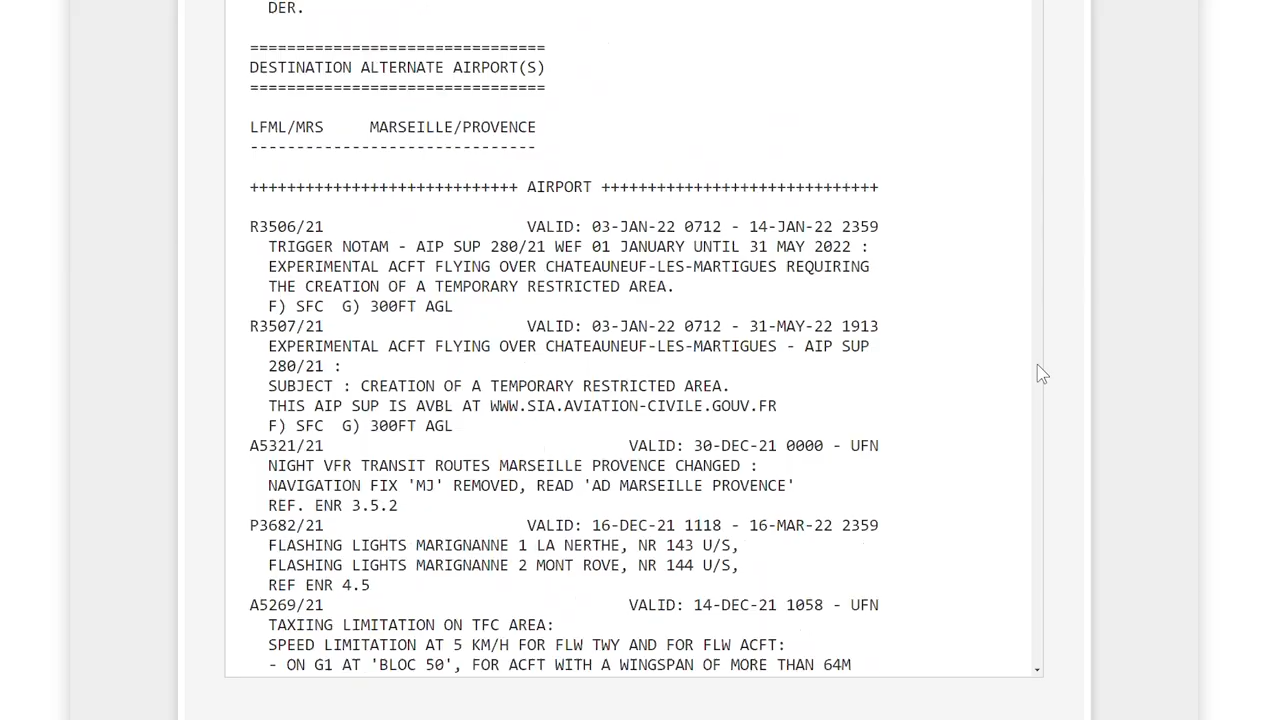 DER.
================================
DESTINATION ALTERNATE AIRPORT(S)
================================
LFML/MRS     MARSEILLE/PROVENCE
-------------------------------
+++++++++++++++++++++++++++++ AIRPORT ++++++++++++++++++++++++++++++
R3506/21                      VALID: 03-JAN-22 0712 - 14-JAN-22 2359
TRIGGER NOTAM - AIP SUP 280/21 WEF 01 JANUARY UNTIL 31 MAY 2022 :
EXPERIMENTAL ACFT FLYING OVER CHATEAUNEUF-LES-MARTIGUES REQUIRING
THE CREATION OF A TEMPORARY RESTRICTED AREA.
F) SFC  G) 300FT AGL
R3507/21                      VALID: 03-JAN-22 0712 - 31-MAY-22 1913
EXPERIMENTAL ACFT FLYING OVER CHATEAUNEUF-LES-MARTIGUES - AIP SUP
280/21 :
SUBJECT : CREATION OF A TEMPORARY RESTRICTED AREA.
THIS AIP SUP IS AVBL AT WWW.SIA.AVIATION-CIVILE.GOUV.FR
F) SFC  G) 300FT AGL
A5321/21                                 VALID: 30-DEC-21 0000 - UFN
NIGHT VFR TRANSIT ROUTES MARSEILLE PROVENCE CHANGED :
NAVIGATION FIX 'MJ' REMOVED, READ 'AD MARSEILLE PROVENCE'
REF. ENR 3.5.2
P3682/21                      VALID: 16-DEC-21 1118 - 16-MAR-22 2359
FLASHING LIGHTS MARIGNANNE 1 LA NERTHE, NR 143 U/S,
FLASHING LIGHTS MARIGNANNE 2 MONT ROVE, NR 144 U/S,
REF ENR 4.5
A5269/21                                 VALID: 14-DEC-21 1058 - UFN
TAXIING LIMITATION ON TFC AREA:
SPEED LIMITATION AT 5 KM/H FOR FLW TWY AND FOR FLW ACFT:
- ON G1 AT 'BLOC 50', FOR ACFT WITH A WINGSPAN OF MORE THAN 64M